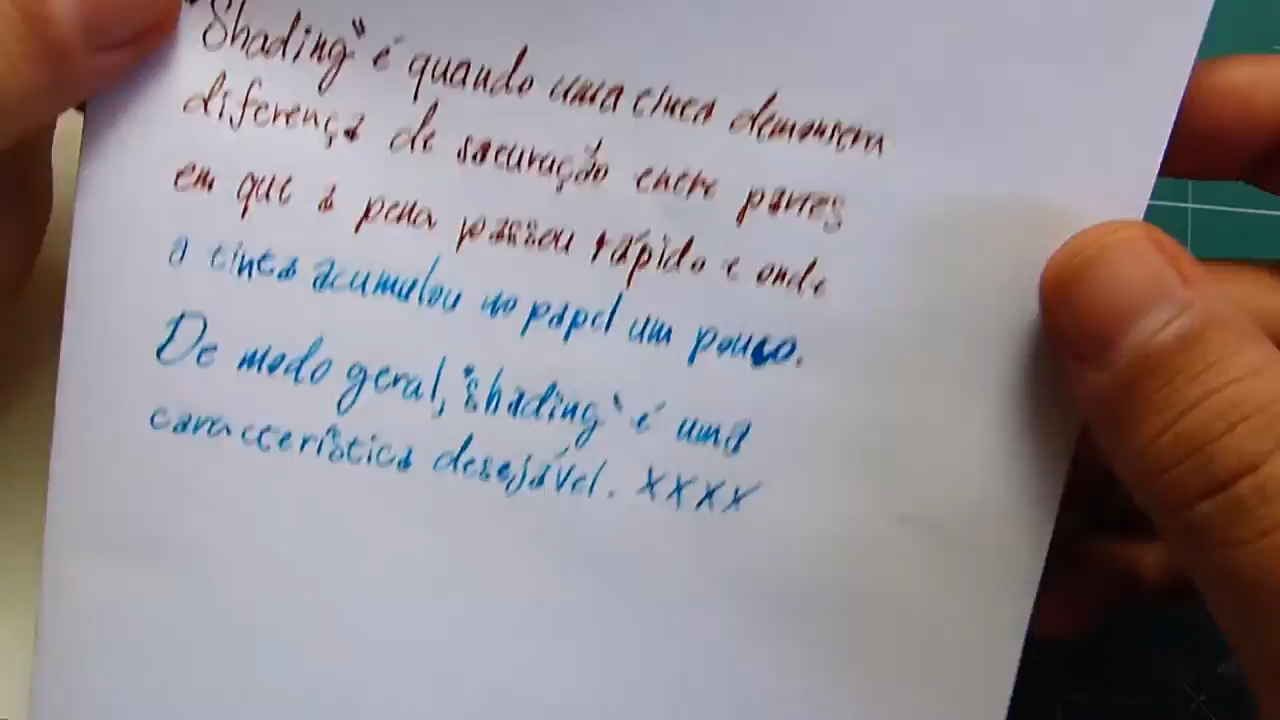 "Shading" é quando uma tinta demonstra
diferença de saturação entre partes
em que a pena passou rápido e onde
a tinta acumulou no papel um pouco.
De modo geral, "shading" é uma
característica desejável. XXXX